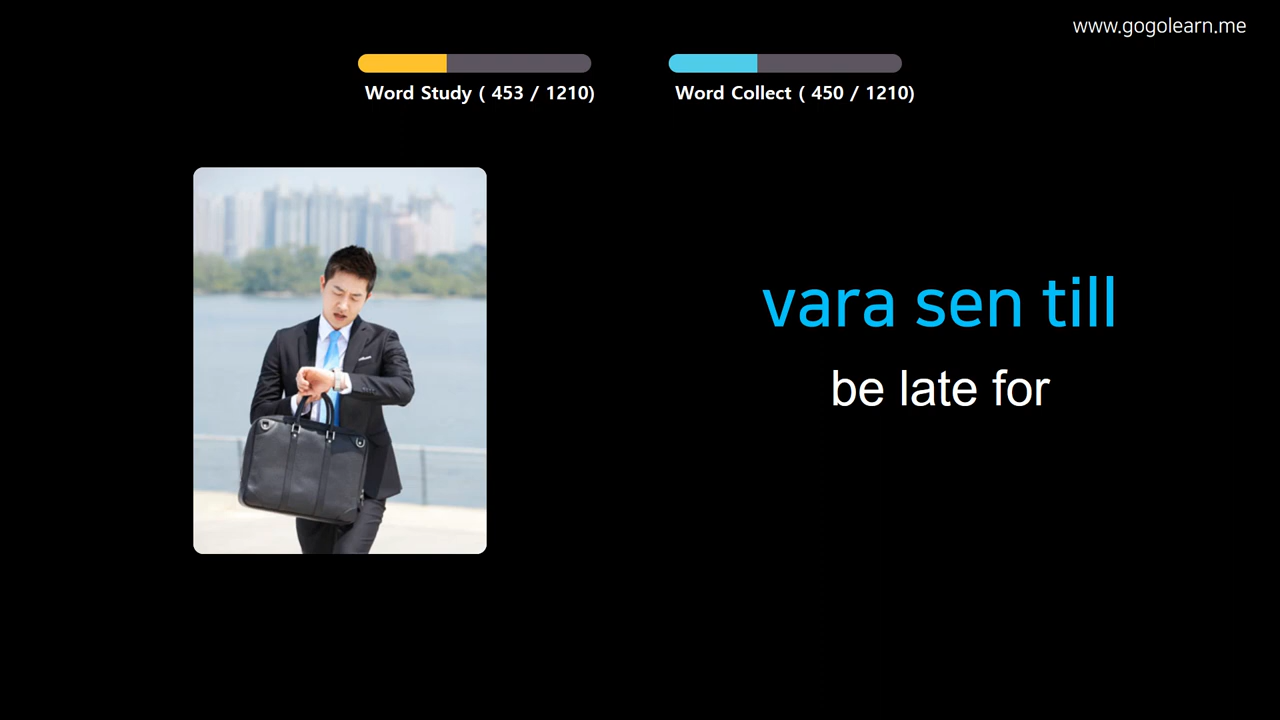 www.gogolearn.me
Word Study ( 453 / 1210)
Word Collect ( 450 / 1210)
vara sen till
be late for